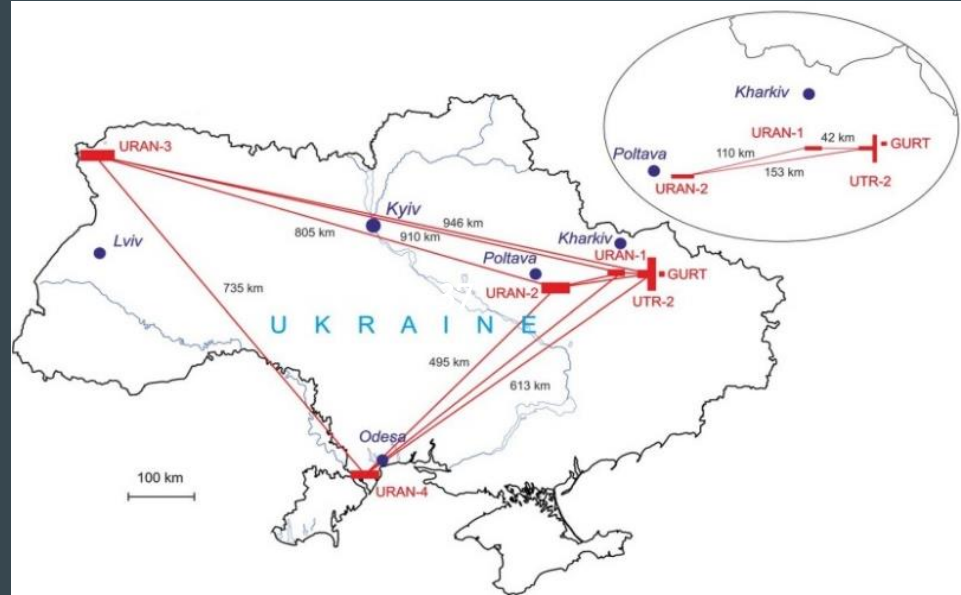 Kharkiv
URAN-1
42 km
GURT
110 km
Poltava
153 km
URAN-2
UTR-2
URAN-3
Kyiv
946 km
805 km
910 km
Lviv
Kharkiv
URAN-1
Poltava
GURT
URAN-2
UTR-2
735 km
UKRAINE
495 km
613 km
Odesa
100 km
URAN-4